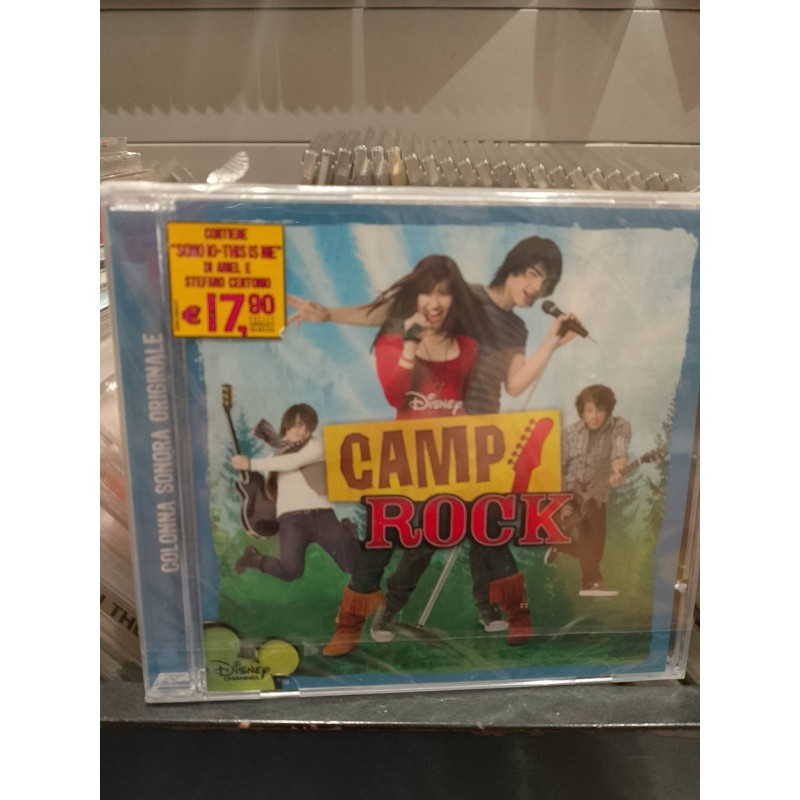 CONTIENE
"SONO IO-THIS IS ME"
DI ARIEL E
STEFANO CENTOMO
€17,90
COLONNA SONORA ORIGINALE
DISNEY
CAMP
ROCK
DISNEY
CHANNEL